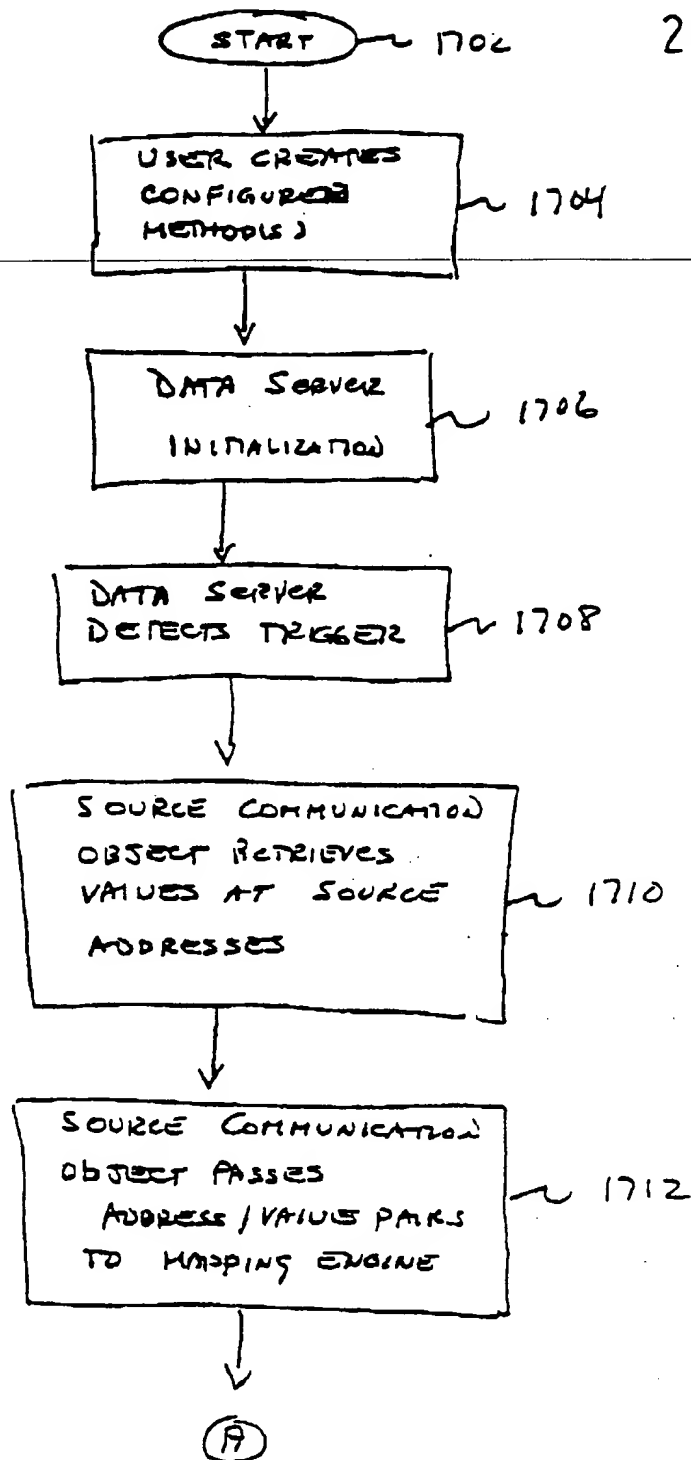 START 1702 2
USER CREATES
CONFIGURED
METHOD(S)
1704
DATA SERVER
INITIALIZATION
1706
DATA SERVER
DETECTS TRIGGER
1708
SOURCE COMMUNICATION
OBJECT RETRIEVES
VALUES AT SOURCE
ADDRESSES
1710
SOURCE COMMUNICATION
OBJECT PASSES
ADDRESS/VALUE PAIRS
TO MAPPING ENGINE
1712
A